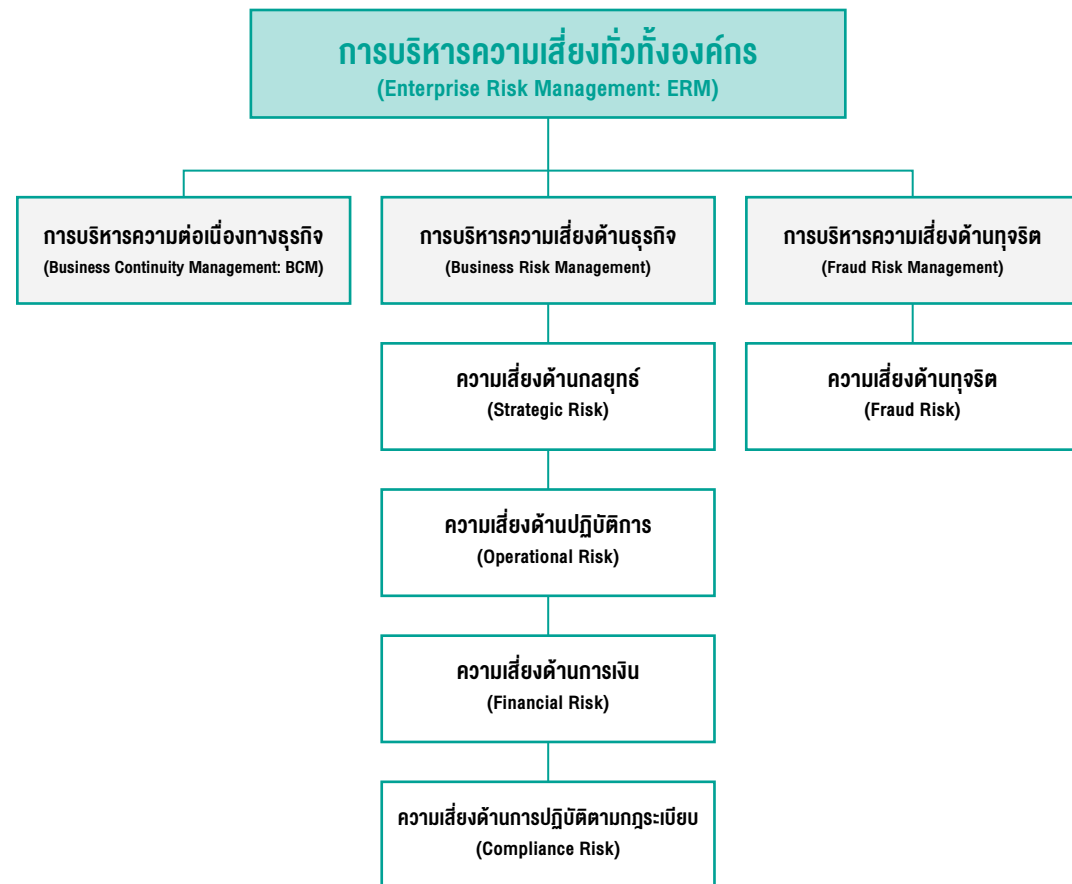 การบริหารความเสี่ยงทั่วทั้งองค์กร
(Enterprise Risk Management: ERM)
การบริหารความต่อเนื่องทางธุรกิจ
(Business Continuity Management: BCM)
การบริหารความเสี่ยงด้านธุรกิจ
(Business Risk Management)
การบริหารความเสี่ยงด้านทุจริต
(Fraud Risk Management)
ความเสี่ยงด้านกลยุทธ์
(Strategic Risk)
ความเสี่ยงด้านทุจริต
(Fraud Risk)
ความเสี่ยงด้านปฏิบัติการ
(Operational Risk)
ความเสี่ยงด้านการเงิน
(Financial Risk)
ความเสี่ยงด้านการปฏิบัติตามกฎระเบียบ
(Compliance Risk)